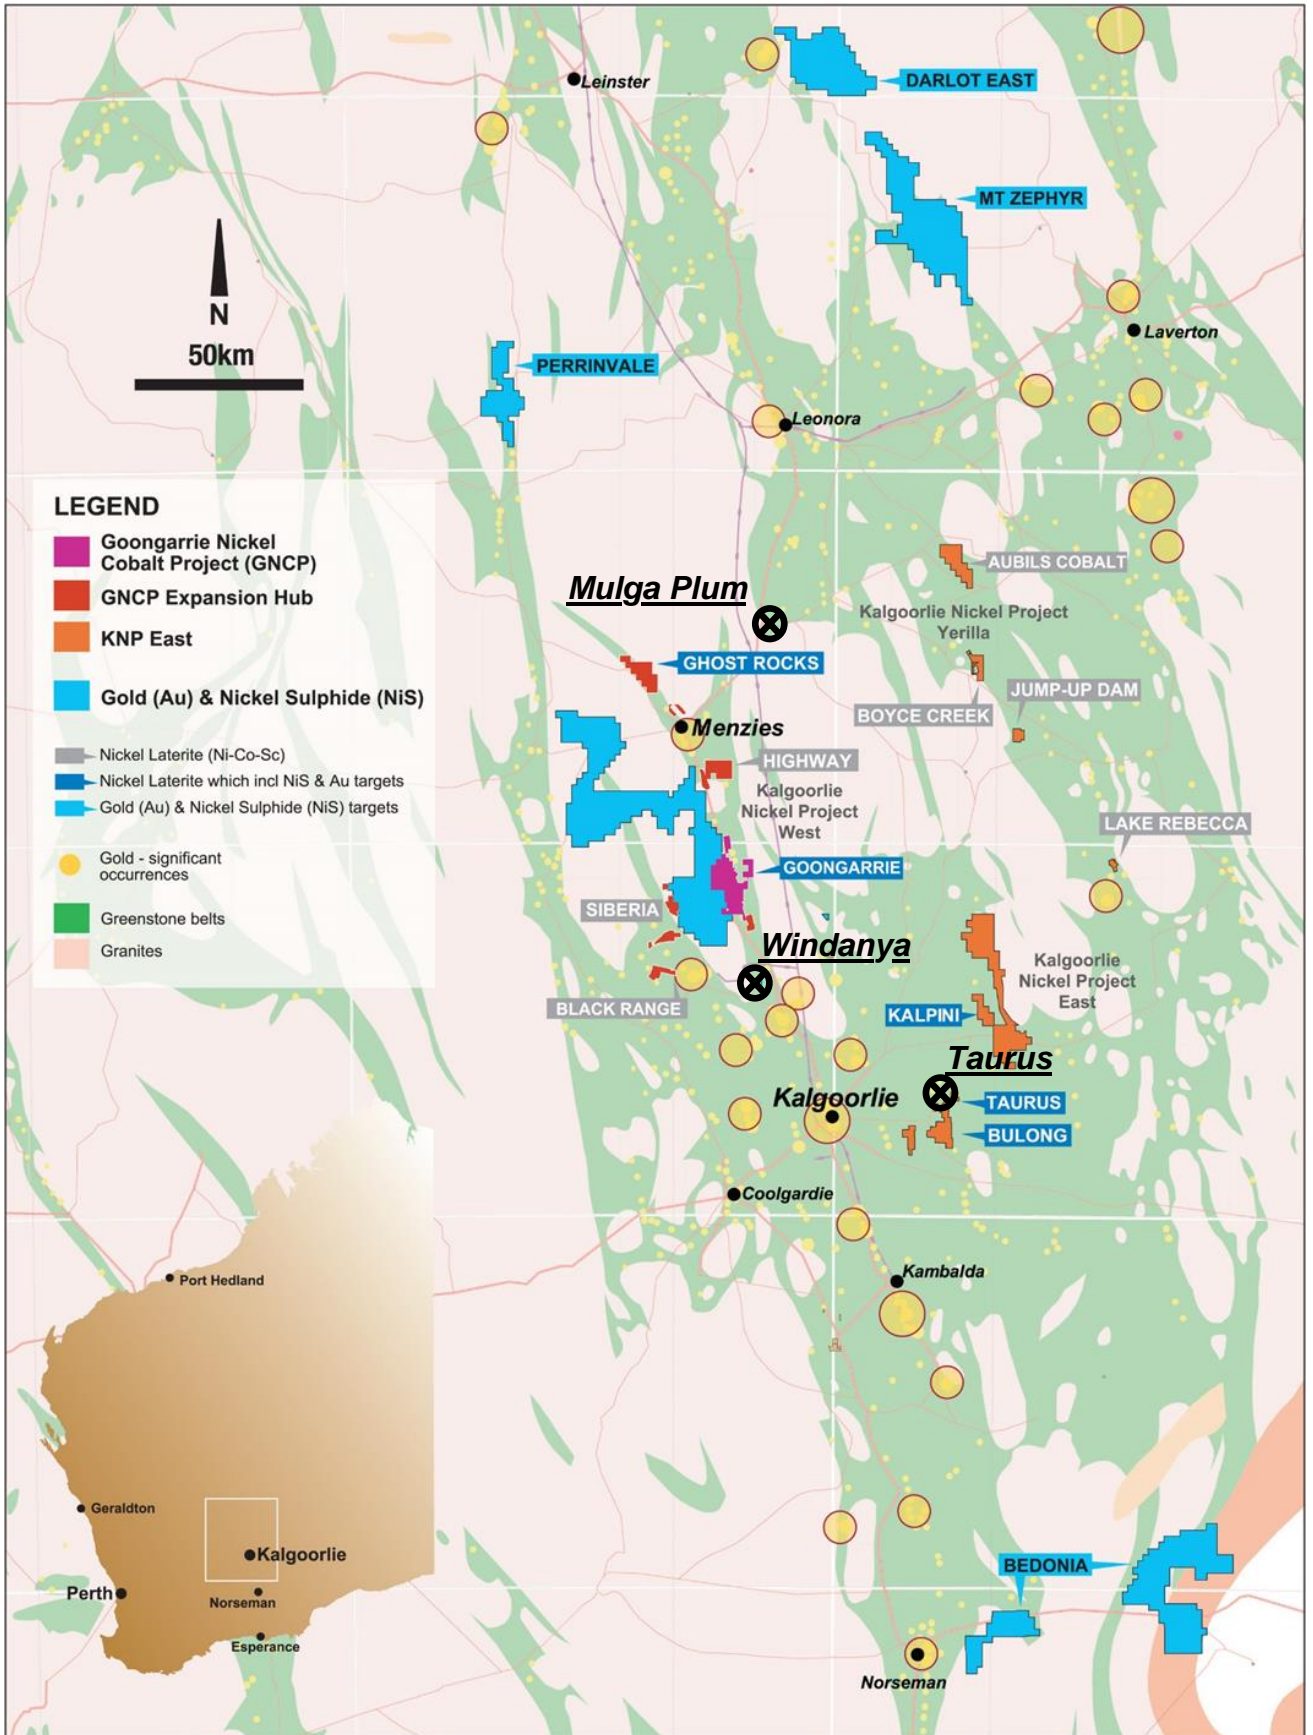 Leinster
DARLOT EAST
MT ZEPHYR
N
50km
Laverton
PERRINVALE
Leonora
LEGEND
Goongarrie Nickel
Cobalt Project (GNCP)
GNCP Expansion Hub
KNP East
Gold (Au) & Nickel Sulphide (NiS)
Nickel Laterite (Ni-Co-Sc)
Nickel Laterite which incl NiS & Au targets
Gold (Au) & Nickel Sulphide (NiS) targets
Gold - significant
occurrences
Greenstone belts
Granites
AUBILS COBALT
Mulga Plum
Kalgoorlie Nickel Project
Yerilla
GHOST ROCKS
JUMP-UP DAM
BOYCE CREEK
Menzies
HIGHWAY
Kalgoorlie
Nickel Project
West
LAKE REBECCA
GOONGARRIE
SIBERIA
Windanya
Kalgoorlie
Nickel Project
East
BLACK RANGE
KALPINI
Taurus
Kalgoorlie
TAURUS
BULONG
Coolgardie
Kambalda
Port Hedland
Geraldton
Kalgoorlie
Perth
Norseman
Esperance
BEDONIA
Norseman